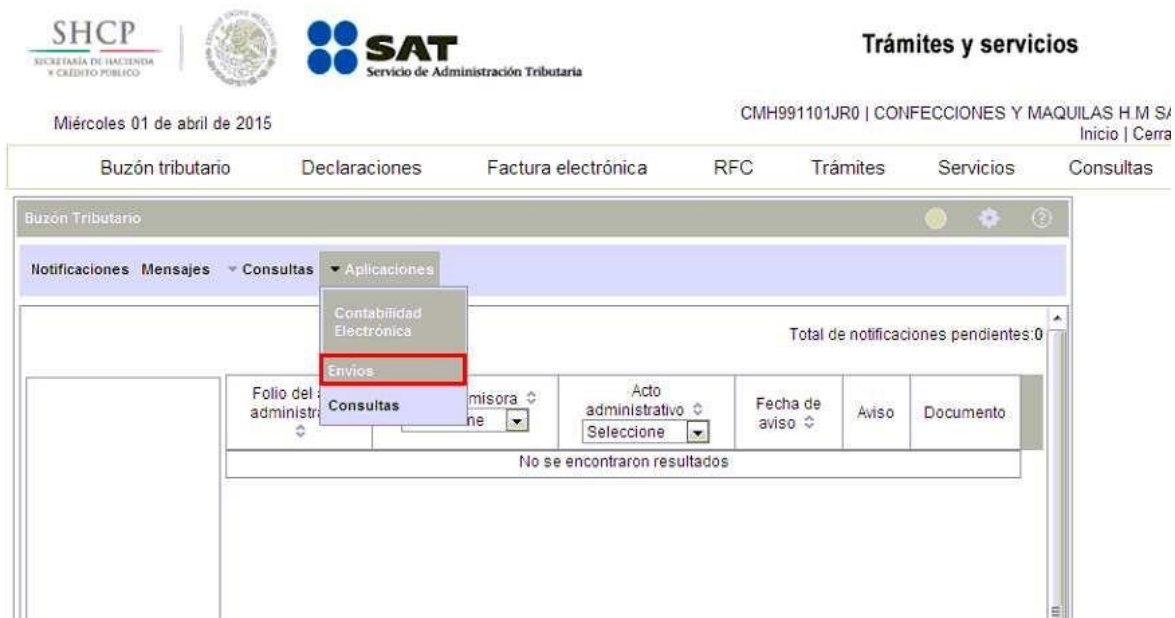 SHCP
SECRETARÍA DE HACIENDA
Y CRÉDITO PÚBLICO
SAT
Servicio de Administración Tributaria
Trámites y servicios
Miércoles 01 de abril de 2015
CMH991101JR0 | CONFECCIONES Y MAQUILAS H.M SA
Inicio | Cerra
Buzón tributario Declaraciones Factura electrónica RFC Trámites Servicios Consultas
Buzón Tributario
Notificaciones Mensajes Consultas Aplicaciones
Contabilidad
Electrónica
Envíos
Consultas
Total de notificaciones pendientes:0
Folio del
administra
misora
ne
Acto
administrativo
Seleccione
Fecha de
aviso
Aviso
Documento
No se encontraron resultados